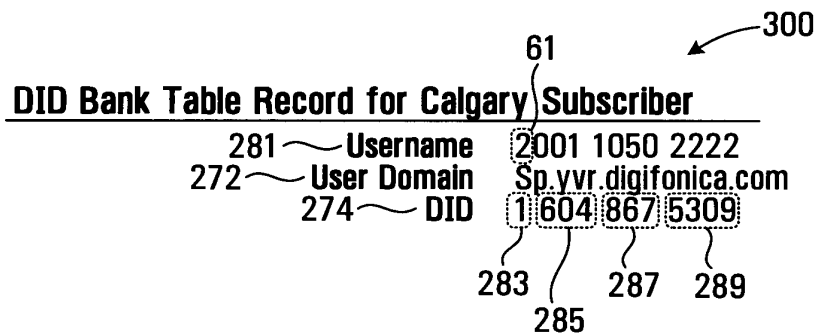 300
61
DID Bank Table Record for Calgary Subscriber
281 Username 2001 1050 2222
272 User Domain Sp.yvr.digifonica.com
274 DID 1 604 867 5309
283 285 287 289